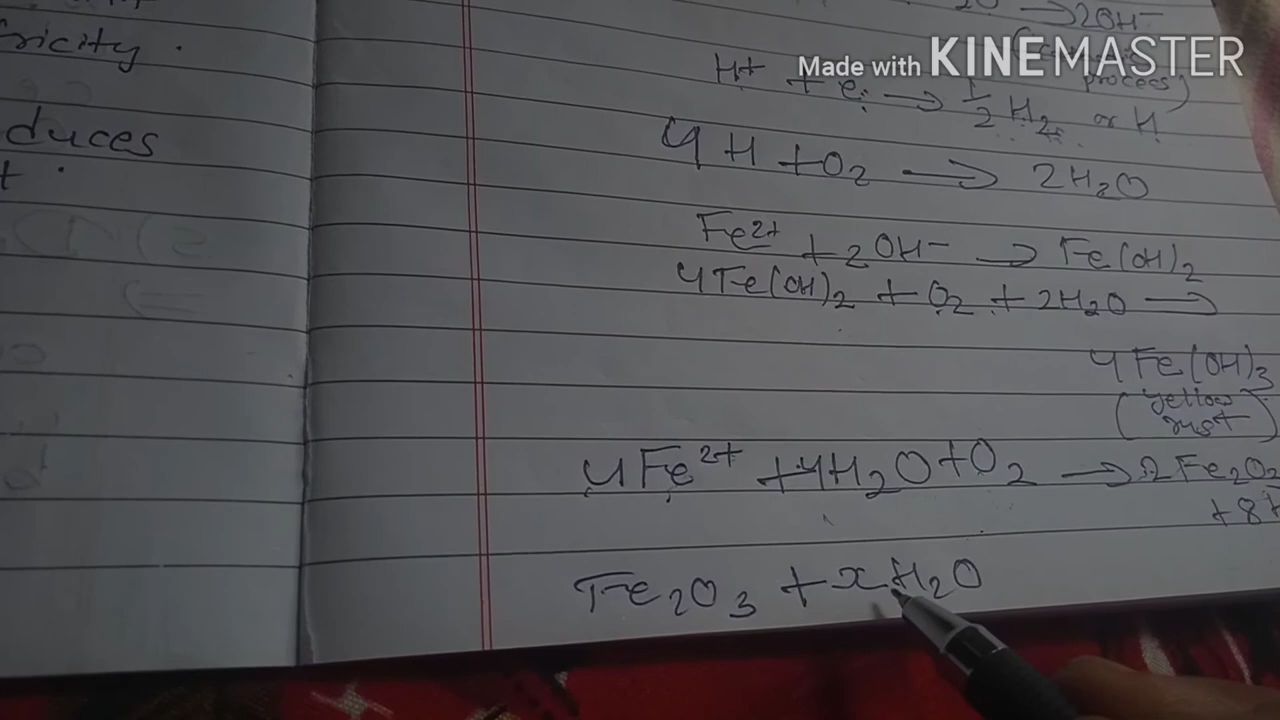 ricity.
duces
t.
→2OH-
Made with KINEMASTER
process)
H+ + e → 1/2 H2 or H
4H + O2 → 2H2O
Fe2+ + 2OH- → Fe(OH)2
4Fe(OH)2 + O2 + 2H2O →
4Fe(OH)3
(yellow
rust)
4Fe2+ + 4H2O + O2 → 2Fe2O3
+ 8H
Fe2O3 + xH2O